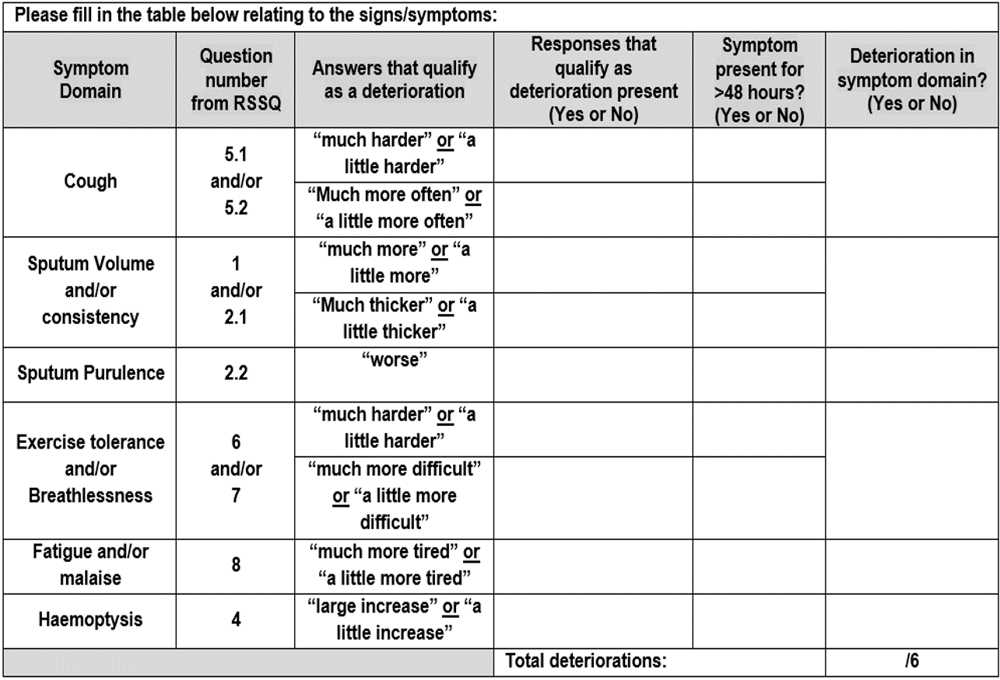 Please fill in the table below relating to the signs/symptoms:
Symptom
Domain
Question
number
from RSSQ
Answers that qualify
as a deterioration
Responses that
qualify as
deterioration present
(Yes or No)
Symptom
present for
>48 hours?
(Yes or No)
Deterioration in
symptom domain?
(Yes or No)
Cough
5.1
and/or
5.2
“much harder” or “a
little harder”
“Much more often” or
“a little more often”
Sputum Volume
and/or
consistency
1
and/or
2.1
“much more” or “a
little more”
“Much thicker” or “a
little thicker”
Sputum Purulence
2.2
“worse”
Exercise tolerance
and/or
Breathlessness
6
and/or
7
“much harder” or “a
little harder”
“much more difficult”
or “a little more
difficult”
Fatigue and/or
malaise
8
“much more tired” or
“a little more tired”
Haemoptysis
4
“large increase” or “a
little increase”
Total deteriorations:
/6